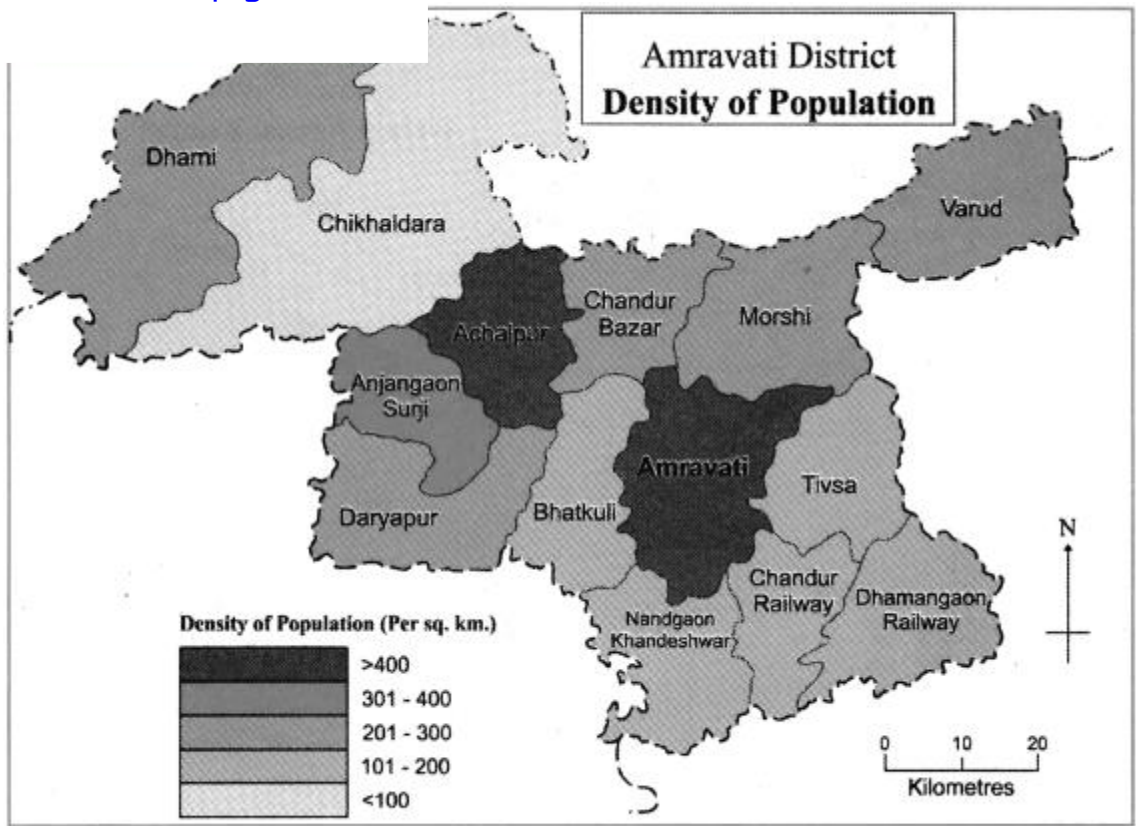 Amravati District
Density of Population
Dharni
Chikhaldara
Varud
Achalpur
Chandur
Bazar
Morshi
Anjangaon
Surji
Amravati
Tivsa
Daryapur
Bhatkuli
N
Chandur
Railway
Dhamangaon
Railway
Nandgaon
Khandeshwar
Density of Population (Per sq. km.)
>400
301 - 400
201 - 300
101 - 200
<100
0 10 20
Kilometres